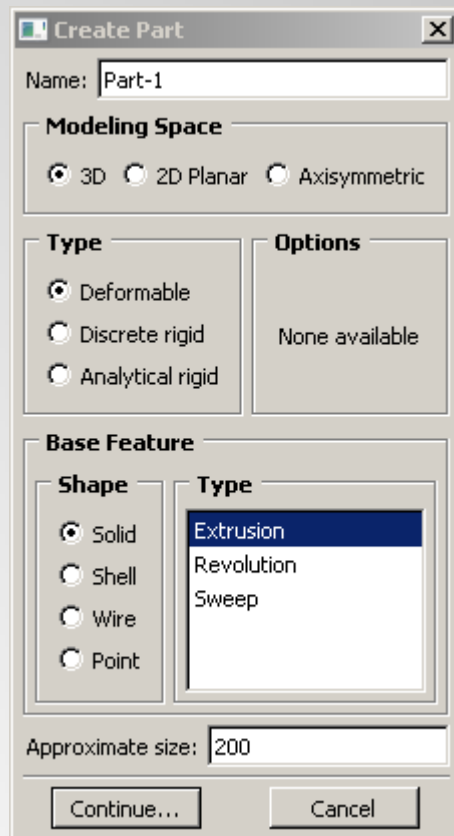 Create Part
Name: Part-1
Modeling Space
3D 2D Planar Axisymmetric
Type
Deformable
Discrete rigid
Analytical rigid
Options
None available
Base Feature
Shape
Solid
Shell
Wire
Point
Type
Extrusion
Revolution
Sweep
Approximate size: 200
Continue... Cancel